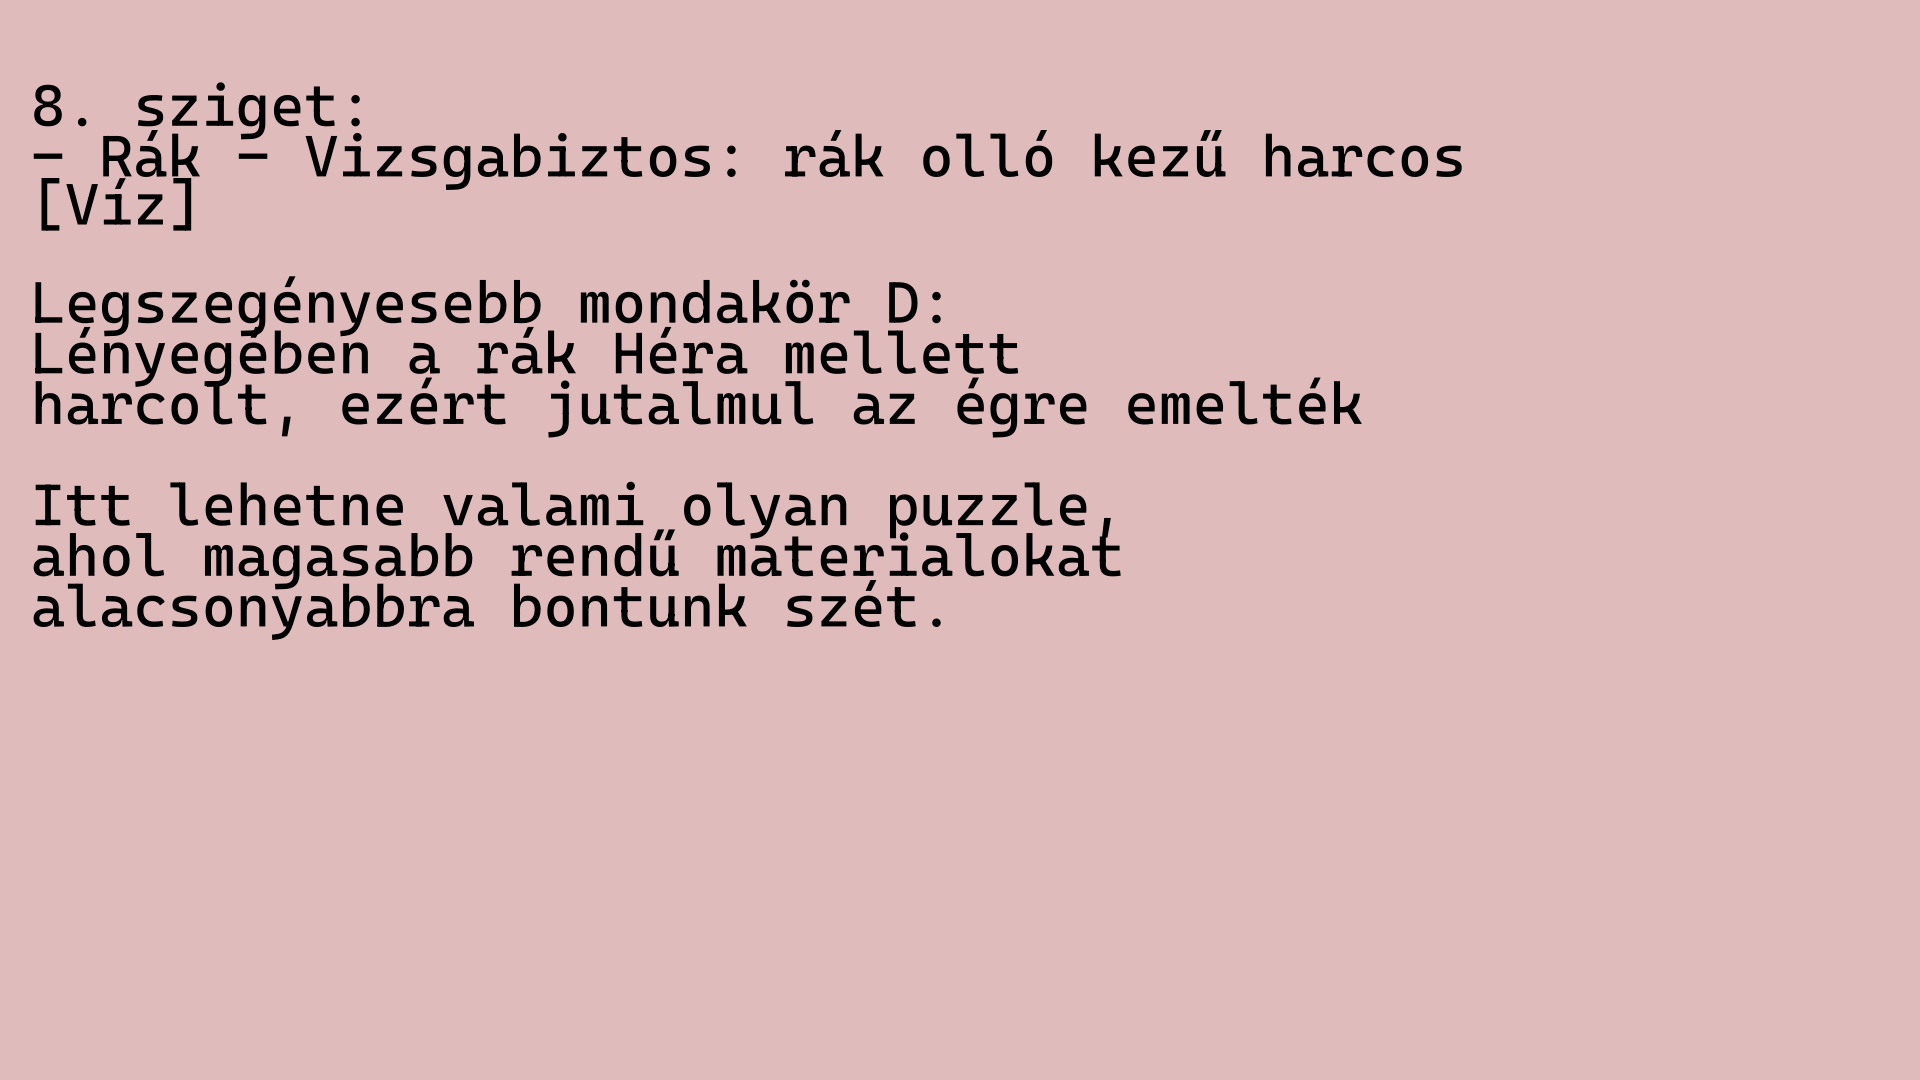 8. sziget:
– Rák – Vizsgabiztos: rák olló kezű harcos
[Víz]
Legszegényesebb mondakör D:
Lényegében a rák Héra mellett
harcolt, ezért jutalmul az égre emelték
Itt lehetne valami olyan puzzle,
ahol magasabb rendű materialokat
alacsonyabbra bontunk szét.